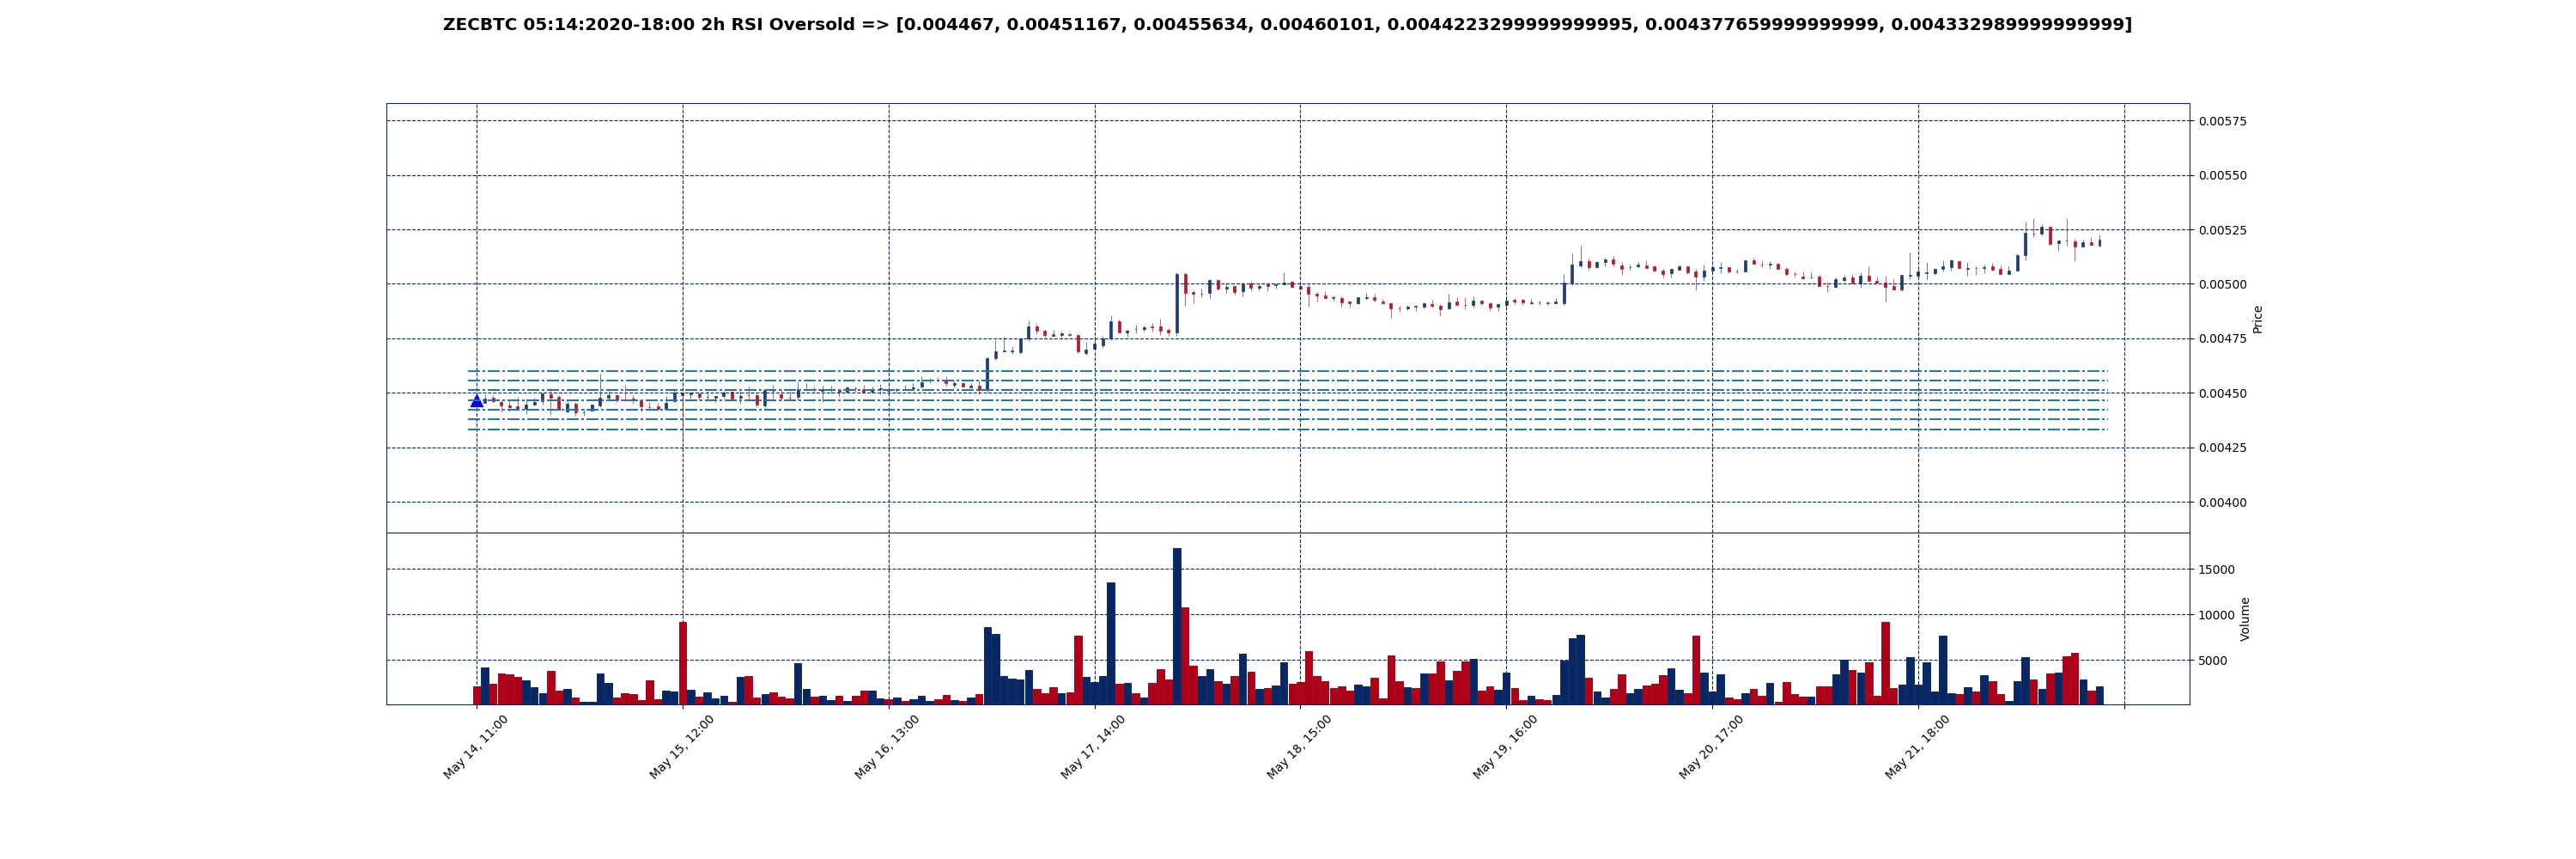 ZECBTC 05:14:2020-18:00 2h RSI Oversold => [0.004467, 0.00451167, 0.00455634, 0.00460101, 0.0044223299999999995, 0.004377659999999999, 0.004332989999999999]
0.00575
0.00550
0.00525
0.00500
0.00475
0.00450
0.00425
0.00400
Price
15000
10000
5000
Volume
May 14, 11:00
May 15, 12:00
May 16, 13:00
May 17, 14:00
May 18, 15:00
May 19, 16:00
May 20, 17:00
May 21, 18:00